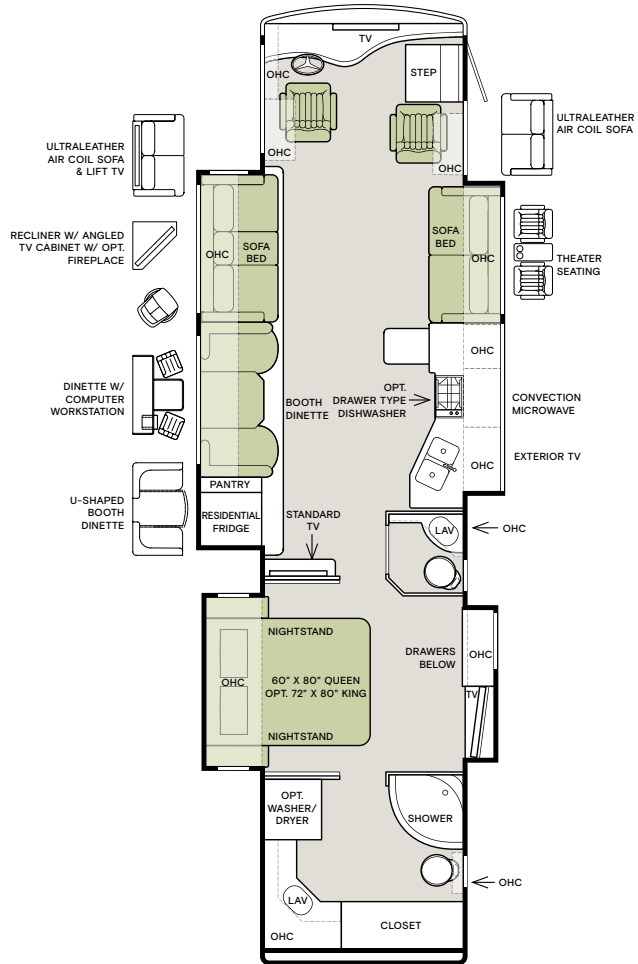 TV
OHC
STEP
OHC
OHC
ULTRALEATHER
AIR COIL SOFA
ULTRALEATHER
AIR COIL SOFA
& LIFT TV
RECLINER W/ ANGLED
TV CABINET W/ OPT.
FIREPLACE
OHC
SOFA
BED
SOFA
BED
OHC
THEATER
SEATING
OHC
DINETTE W/
COMPUTER
WORKSTATION
BOOTH
DINETTE
OPT.
DRAWER TYPE
DISHWASHER
CONVECTION
MICROWAVE
OHC
EXTERIOR TV
U-SHAPED
BOOTH
DINETTE
PANTRY
RESIDENTIAL
FRIDGE
STANDARD
TV
LAV
OHC
NIGHTSTAND
DRAWERS
BELOW
OHC
OHC
60" X 80" QUEEN
OPT. 72" X 80" KING
TV
NIGHTSTAND
OPT.
WASHER/
DRYER
SHOWER
OHC
LAV
OHC
CLOSET